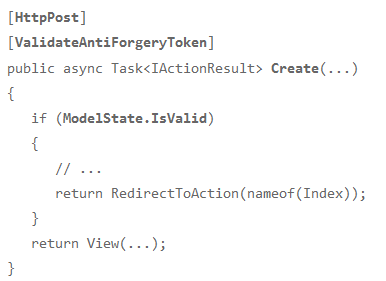 [HttpPost]
[ValidateAntiForgeryToken]
public async Task<IActionResult> Create(...)
{
if (ModelState.IsValid)
{
// ...
return RedirectToAction(nameof(Index));
}
return View(...);
}